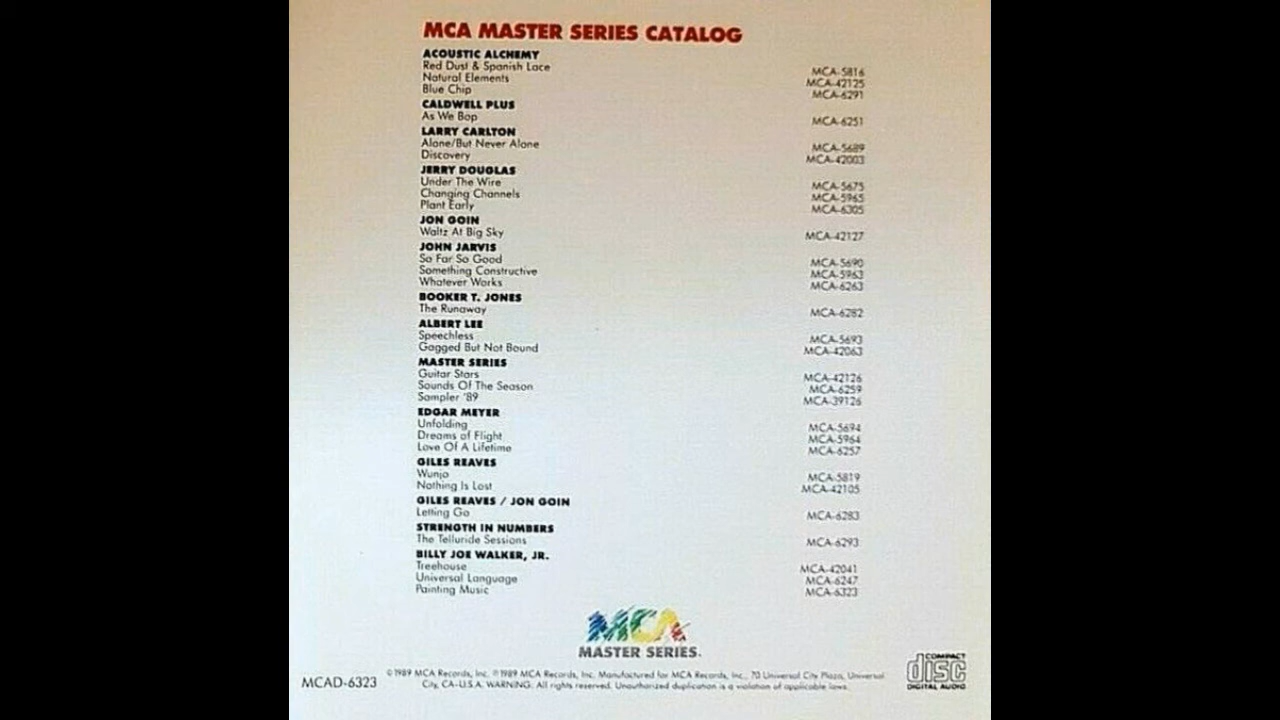 MCA MASTER SERIES CATALOG
ACOUSTIC ALCHEMY
Red Dust & Spanish Lace MCA-5816
Natural Elements MCA-42125
Blue Chip MCA-6291
CALDWELL PLUS
As We Bop MCA-6251
LARRY CARLTON
Alone/But Never Alone MCA-5689
Discovery MCA-42003
JERRY DOUGLAS
Under The Wire MCA-5675
Changing Channels MCA-5965
Plant Early MCA-6305
JON GOIN
Waltz At Big Sky MCA-42127
JOHN JARVIS
So Far So Good MCA-5690
Something Constructive MCA-5963
Whatever Works MCA-6263
BOOKER T. JONES
The Runaway MCA-6282
ALBERT LEE
Speechless MCA-5693
Gagged But Not Bound MCA-42063
MASTER SERIES
Guitar Stars MCA-42126
Sounds Of The Season MCA-6259
Sampler '89 MCA-39126
EDGAR MEYER
Unfolding MCA-5694
Dreams of Flight MCA-5964
Love Of A Lifetime MCA-6257
GILES REAVES
Wunjo MCA-5819
Nothing Is Lost MCA-42105
GILES REAVES / JON GOIN
Letting Go MCA-6283
STRENGTH IN NUMBERS
The Telluride Sessions MCA-6293
BILLY JOE WALKER, JR.
Treehouse MCA-42041
Universal Language MCA-6247
Painting Music MCA-6323
MCA
MASTER SERIES.
MCAD-6323
©1989 MCA Records, Inc. ℗1989 MCA Records, Inc. Manufactured for MCA Records, Inc., 70 Universal City Plaza, Universal
City, CA-U.S.A. WARNING: All rights reserved. Unauthorized duplication is a violation of applicable laws.
COMPACT
disc
DIGITAL AUDIO